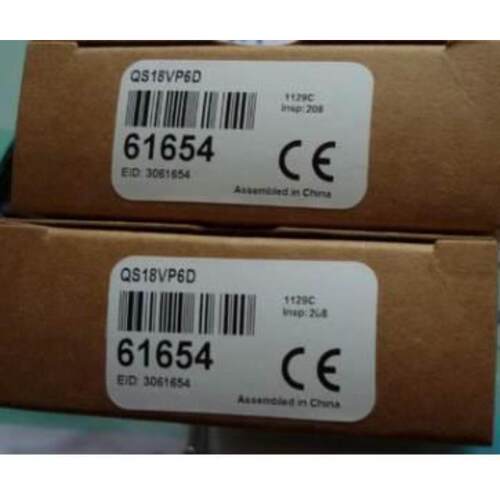 QS18VP6D
1129C
Insp: 208
61654
EID: 3061654
CE
Assembled in China
QS18VP6D
1129C
Insp:
61654
EID: 3061654
CE
Assembled in China